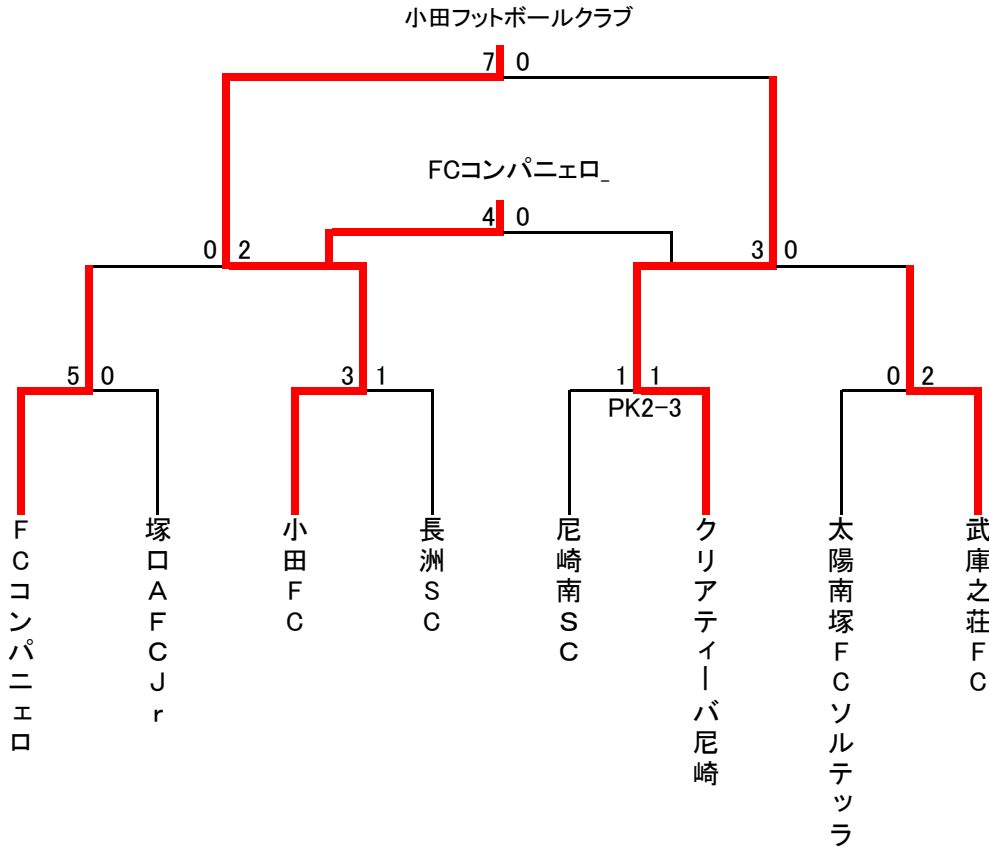 小田フットボールクラブ
7 0
FCコンパニェロ_
4 0
0 2
3 0
5 0
3 1
1 1
0 2
PK2-3
FCコンパニェロ
塚口AFCJr
小田FC
長洲SC
尼崎南SC
クリアティーバ尼崎
太陽南塚FCソルテッラ
武庫之荘FC